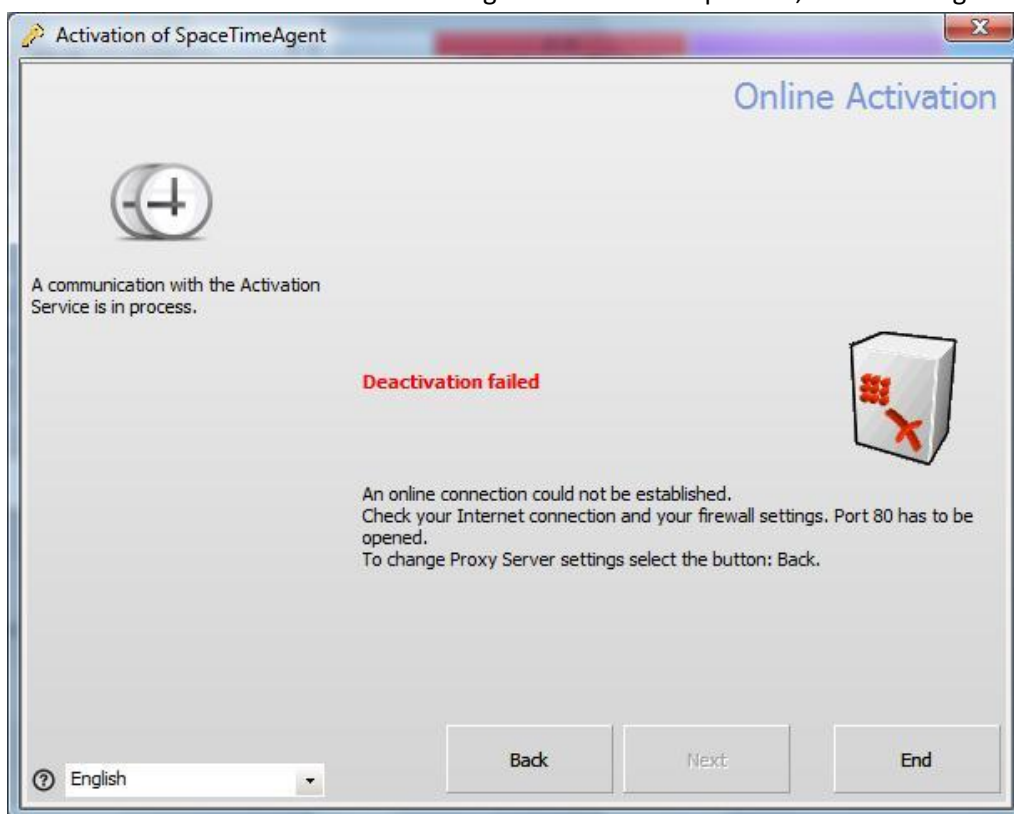 Activation of SpaceTimeAgent
Online Activation
A communication with the Activation
Service is in process.
Deactivation failed
An online connection could not be established.
Check your Internet connection and your firewall settings. Port 80 has to be
opened.
To change Proxy Server settings select the button: Back.
Back
Next
End
English